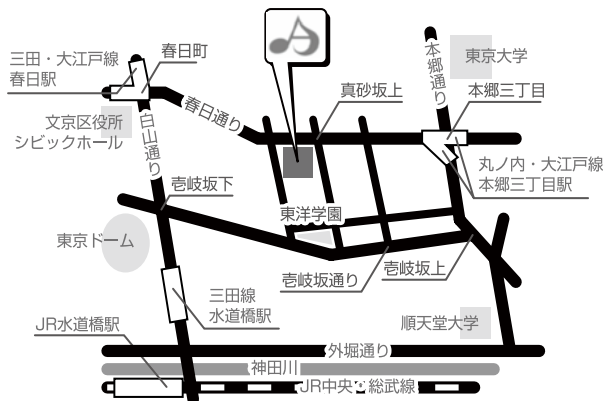 三田・大江戸線
春日駅
春日町
文京区役所
シビックホール
白山通り
春日通り
真砂坂上
本郷通り
東京大学
本郷三丁目
丸ノ内・大江戸線
本郷三丁目駅
壱岐坂下
東洋学園
東京ドーム
壱岐坂通り
壱岐坂上
三田線
水道橋駅
JR水道橋駅
順天堂大学
外堀通り
神田川
JR中央・総武線